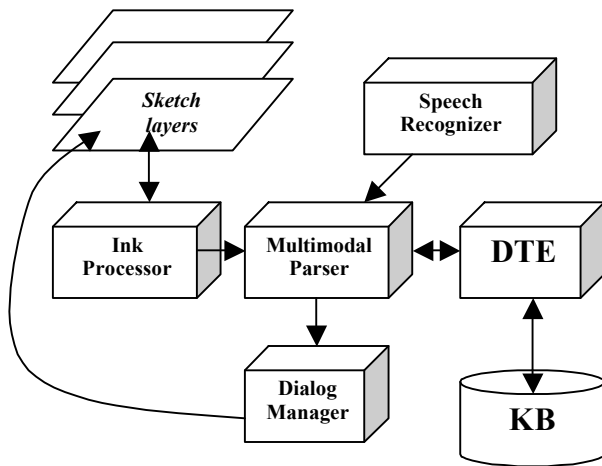 Sketch
layers
Speech
Recognizer
Ink
Processor
Multimodal
Parser
DTE
Dialog
Manager
KB